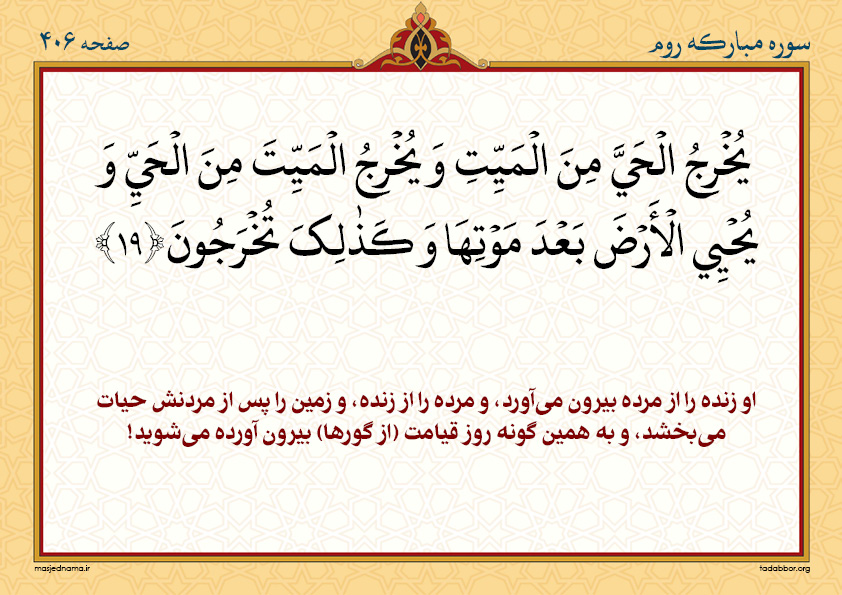 سوره مبارکه روم
صفحه ۴۰۶
يُخْرِجُ الْحَيَّ مِنَ الْمَيِّتِ وَ يُخْرِجُ الْمَيِّتَ مِنَ الْحَيِّ وَ
يُحْيِي الْأَرْضَ بَعْدَ مَوْتِهَا وَ كَذٰلِكَ تُخْرَجُونَ ﴿۱۹﴾
او زنده را از مرده بیرون می‌آورد، و مرده را از زنده، و زمین را پس از مردنش حیات
می‌بخشد، و به همین گونه روز قیامت (از گورها) بیرون آورده می‌شوید!
masjednama.ir
tadabbor.org